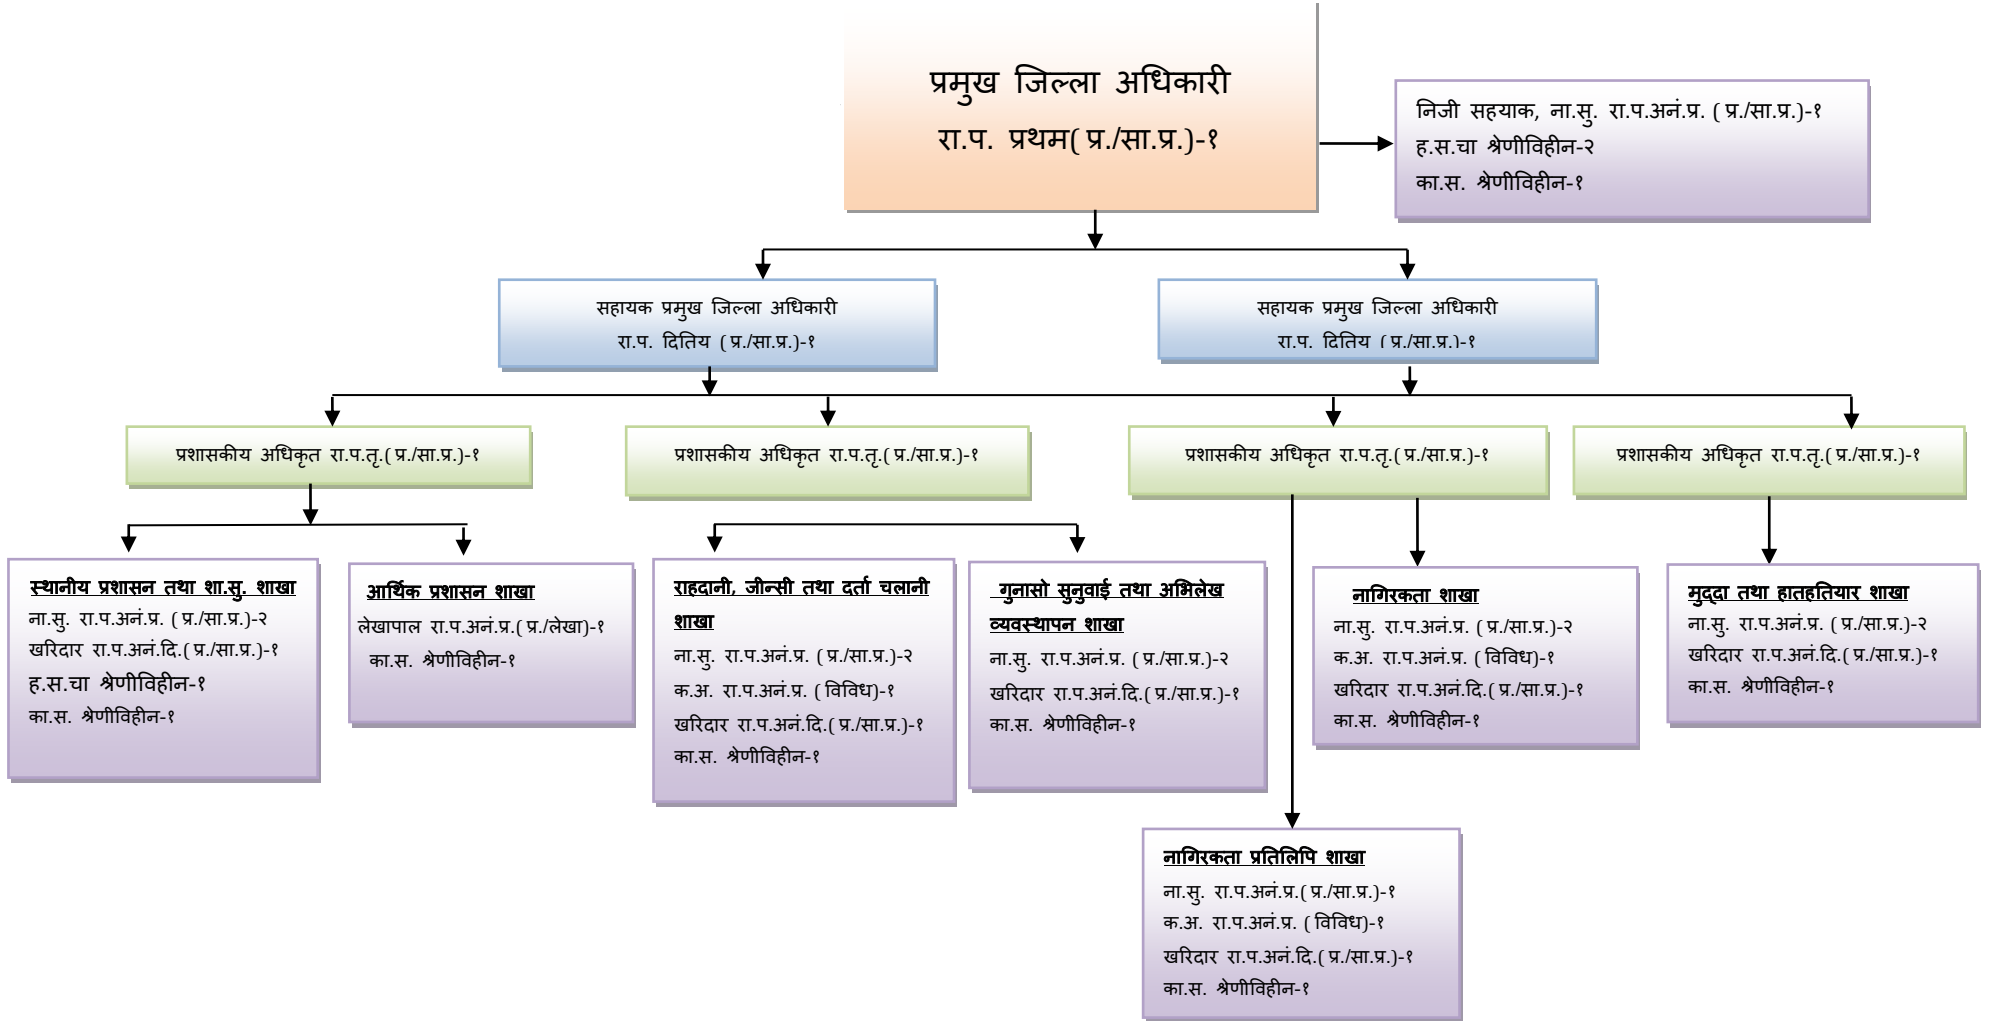 प्रमुख जिल्ला अधिकारी
रा.प. प्रथम(प्र./सा.प्र.)-१
निजी सहयाक, ना.सु. रा.प.अनं.प्र. (प्र./सा.प्र.)-१
ह.स.चा श्रेणीविहीन-२
का.स. श्रेणीविहीन-१
सहायक प्रमुख जिल्ला अधिकारी
रा.प. दितिय (प्र./सा.प्र.)-१
सहायक प्रमुख जिल्ला अधिकारी
रा.प. दितिय (प्र./सा.प्र.)-१
प्रशासकीय अधिकृत रा.प.तृ.(प्र./सा.प्र.)-१
प्रशासकीय अधिकृत रा.प.तृ.(प्र./सा.प्र.)-१
प्रशासकीय अधिकृत रा.प.तृ.(प्र./सा.प्र.)-१
प्रशासकीय अधिकृत रा.प.तृ.(प्र./सा.प्र.)-१
स्थानीय प्रशासन तथा शा.सु. शाखा
ना.सु. रा.प.अनं.प्र. (प्र./सा.प्र.)-२
खरिदार रा.प.अनं.दि.(प्र./सा.प्र.)-१
ह.स.चा श्रेणीविहीन-१
का.स. श्रेणीविहीन-१
आर्थिक प्रशासन शाखा
लेखापाल रा.प.अनं.प्र.(प्र./लेखा)-१
का.स. श्रेणीविहीन-१
राहदानी, जीन्सी तथा दर्ता चलानी
शाखा
ना.सु. रा.प.अनं.प्र. (प्र./सा.प्र.)-२
क.अ. रा.प.अनं.प्र. (विविध)-१
खरिदार रा.प.अनं.दि.(प्र./सा.प्र.)-१
का.स. श्रेणीविहीन-१
गुनासो सुनुवाई तथा अभिलेख
व्यवस्थापन शाखा
ना.सु. रा.प.अनं.प्र. (प्र./सा.प्र.)-२
खरिदार रा.प.अनं.दि.(प्र./सा.प्र.)-१
का.स. श्रेणीविहीन-१
नागिरकता शाखा
ना.सु. रा.प.अनं.प्र. (प्र./सा.प्र.)-२
क.अ. रा.प.अनं.प्र. (विविध)-१
खरिदार रा.प.अनं.दि.(प्र./सा.प्र.)-१
का.स. श्रेणीविहीन-१
मुद्दा तथा हातहतियार शाखा
ना.सु. रा.प.अनं.प्र. (प्र./सा.प्र.)-२
खरिदार रा.प.अनं.दि.(प्र./सा.प्र.)-१
का.स. श्रेणीविहीन-१
नागिरकता प्रतिलिपि शाखा
ना.सु. रा.प.अनं.प्र.(प्र./सा.प्र.)-१
क.अ. रा.प.अनं.प्र. (विविध)-१
खरिदार रा.प.अनं.दि.(प्र./सा.प्र.)-१
का.स. श्रेणीविहीन-१